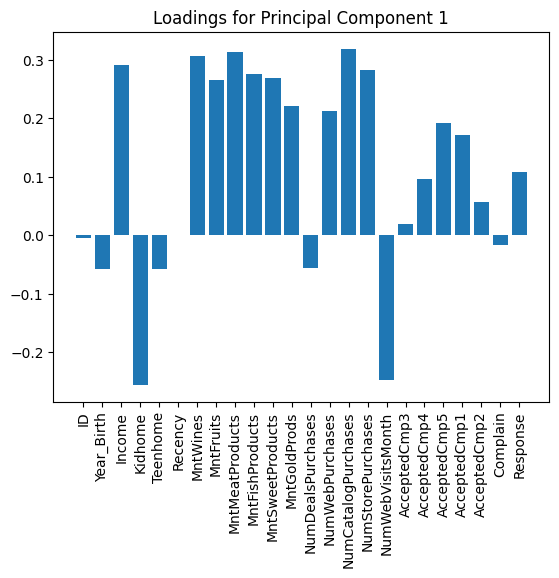 Loadings for Principal Component 1
0.3
0.2
0.1
0.0
−0.1
−0.2
ID
Year_Birth
Income
Kidhome
Teenhome
Recency
MntWines
MntFruits
MntMeatProducts
MntFishProducts
MntSweetProducts
MntGoldProds
NumDealsPurchases
NumWebPurchases
NumCatalogPurchases
NumStorePurchases
NumWebVisitsMonth
AcceptedCmp3
AcceptedCmp4
AcceptedCmp5
AcceptedCmp1
AcceptedCmp2
Complain
Response